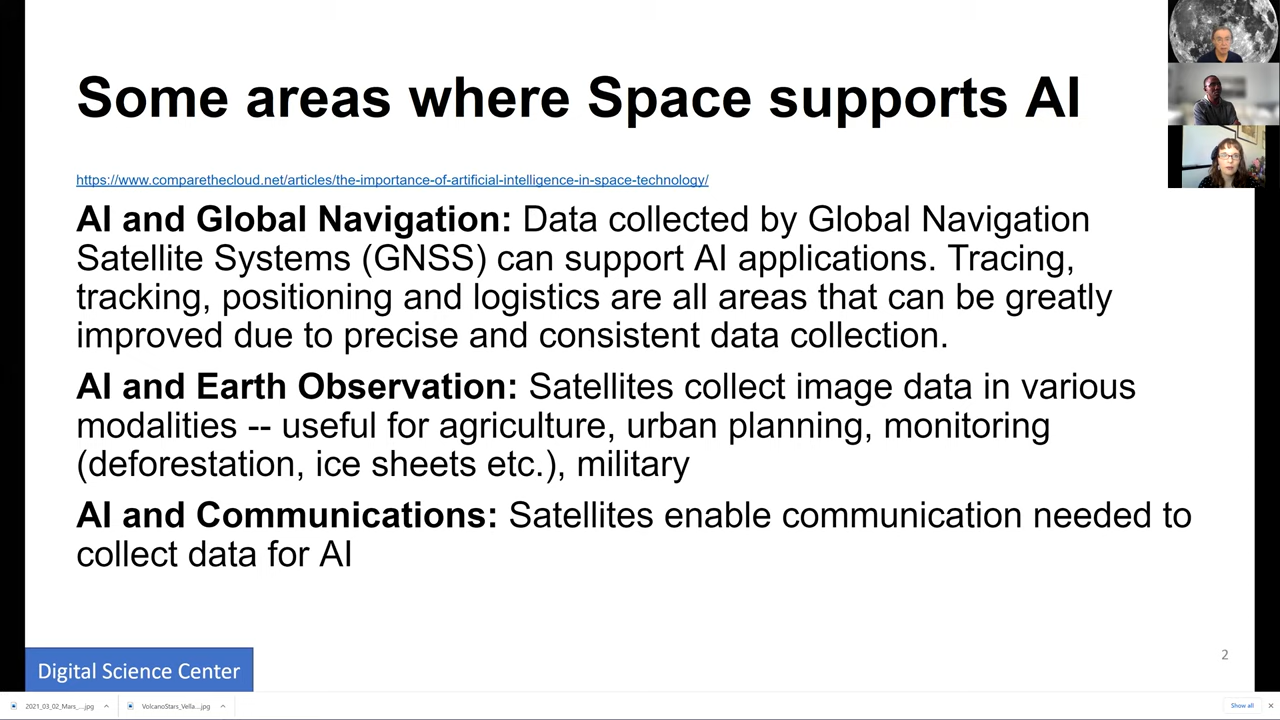 Some areas where Space supports AI
https://www.comparethecloud.net/articles/the-importance-of-artificial-intelligence-in-space-technology/
AI and Global Navigation: Data collected by Global Navigation
Satellite Systems (GNSS) can support AI applications. Tracing,
tracking, positioning and logistics are all areas that can be greatly
improved due to precise and consistent data collection.
AI and Earth Observation: Satellites collect image data in various
modalities -- useful for agriculture, urban planning, monitoring
(deforestation, ice sheets etc.), military
AI and Communications: Satellites enable communication needed to
collect data for AI
2
Digital Science Center
2021_03_02_Mars_....jpg
VolcanoStars_Vella....jpg
Show all